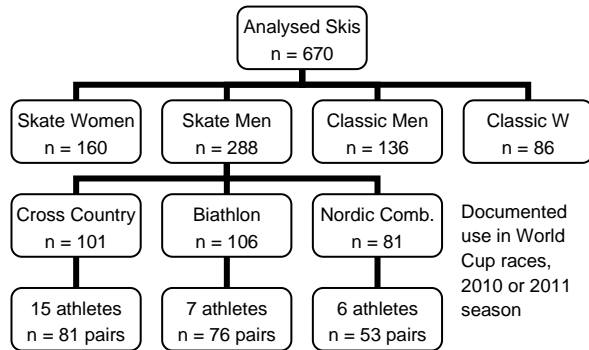 Analysed Skis
n = 670
Skate Women
n = 160
Skate Men
n = 288
Classic Men
n = 136
Classic W
n = 86
Cross Country
n = 101
Biathlon
n = 106
Nordic Comb.
n = 81
Documented
use in World
Cup races,
2010 or 2011
season
15 athletes
n = 81 pairs
7 athletes
n = 76 pairs
6 athletes
n = 53 pairs